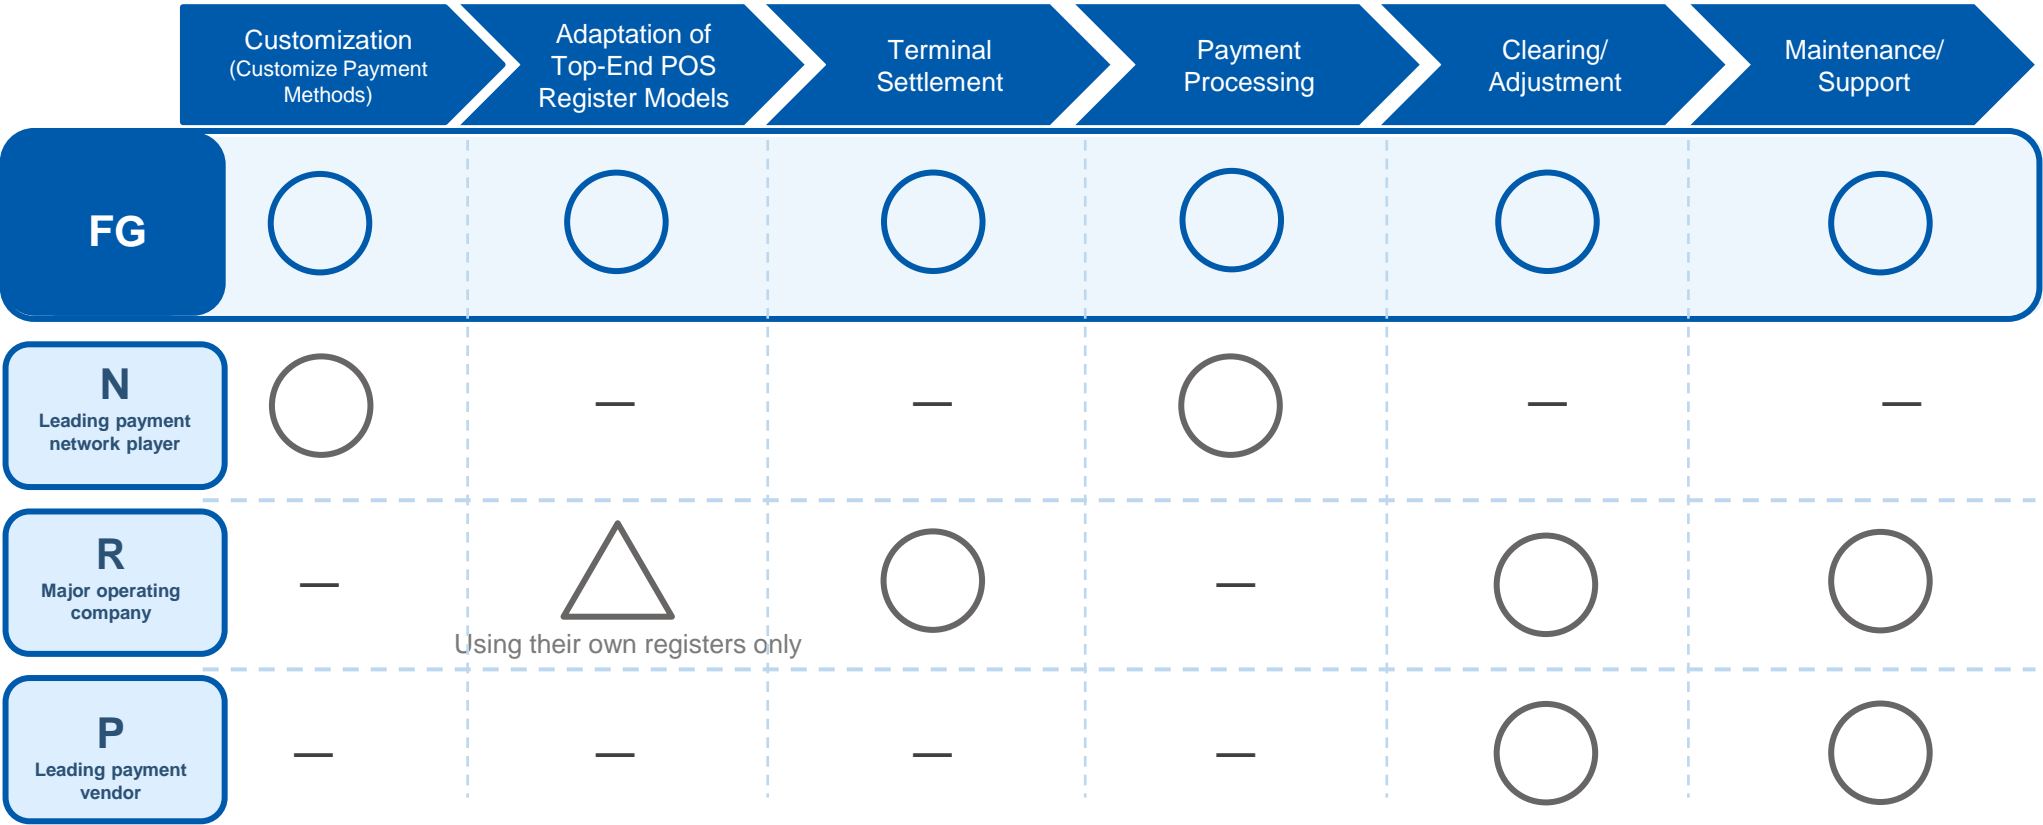 Customization
(Customize Payment
Methods)
Adaptation of
Top-End POS
Register Models
Terminal
Settlement
Payment
Processing
Clearing/
Adjustment
Maintenance/
Support
FG
N
Leading payment
network player
— — — —
R
Major operating
company
— —
Using their own registers only
P
Leading payment
vendor
— — — —